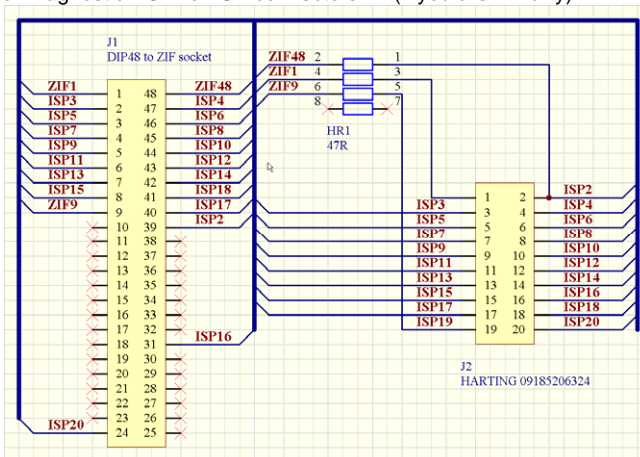 J1
DIP48 to ZIF socket
ZIF1 1 48 ZIF48
ISP3 2 47 ISP4
ISP5 3 46 ISP6
ISP7 4 45 ISP8
ISP9 5 44 ISP10
ISP11 6 43 ISP12
ISP13 7 42 ISP14
ISP15 8 41 ISP18
ZIF9 9 40 ISP17
10 39 ISP2
11 38
12 37
13 36
14 35
15 34
16 33
17 32
18 31 ISP16
19 30
20 29
21 28
22 27
23 26
ISP20 24 25
ZIF48 2 1
ZIF1 4 3
ZIF9 6 5
8 7
HR1
47R
1 2 ISP2
ISP3 3 4 ISP4
ISP5 5 6 ISP6
ISP7 7 8 ISP8
ISP9 9 10 ISP10
ISP11 11 12 ISP12
ISP13 13 14 ISP14
ISP15 15 16 ISP16
ISP17 17 18 ISP18
ISP19 19 20 ISP20
J2
HARTING 09185206324